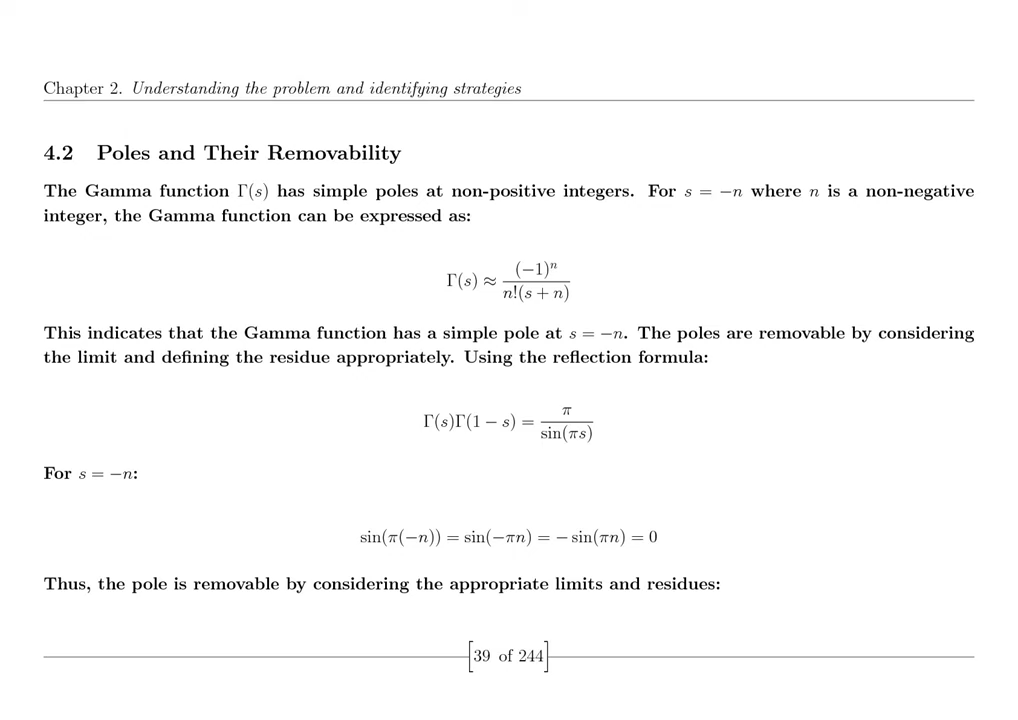 Chapter 2. Understanding the problem and identifying strategies
4.2 Poles and Their Removability
The Gamma function Γ(s) has simple poles at non-positive integers. For s = −n where n is a non-negative
integer, the Gamma function can be expressed as:
Γ(s) ≈ (−1)ⁿ / n!(s + n)
This indicates that the Gamma function has a simple pole at s = −n. The poles are removable by considering
the limit and defining the residue appropriately. Using the reflection formula:
Γ(s)Γ(1 − s) = π / sin(πs)
For s = −n:
sin(π(−n)) = sin(−πn) = − sin(πn) = 0
Thus, the pole is removable by considering the appropriate limits and residues:
[39 of 244]